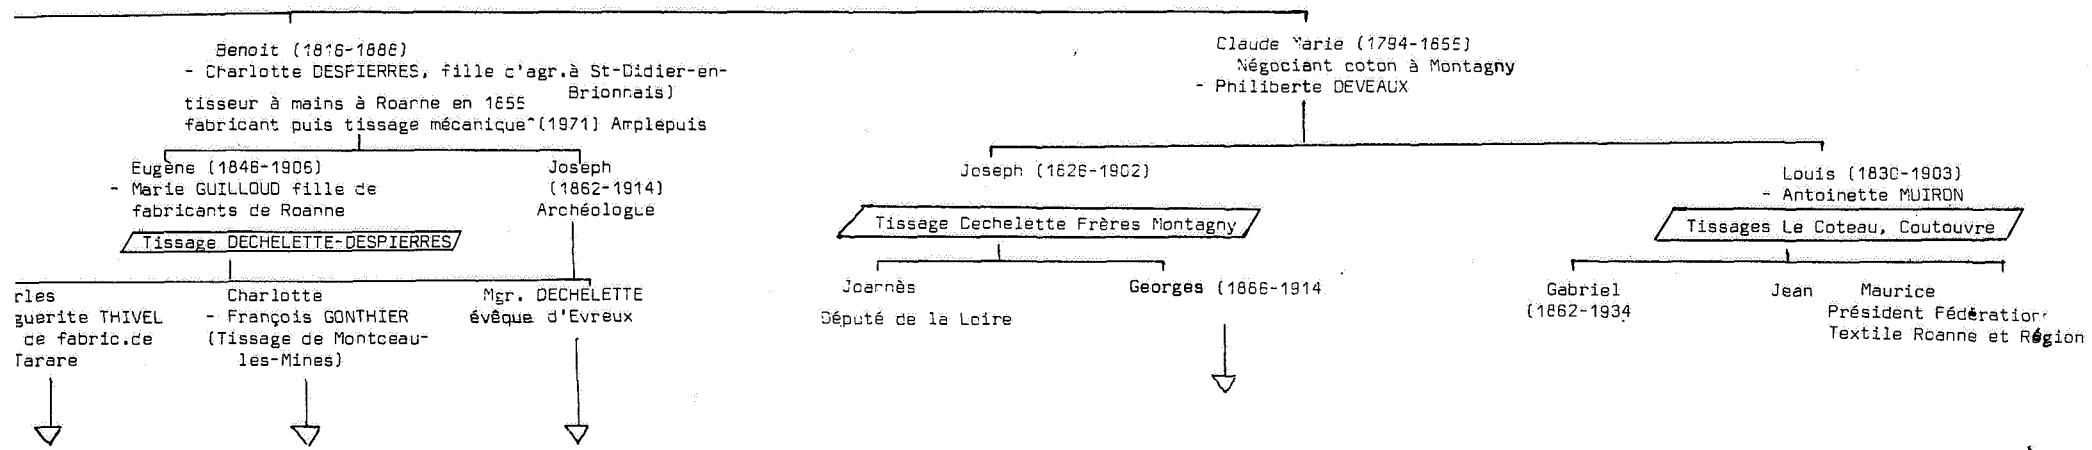 Benoit (1816-1886)
- Charlotte DESPIERRES, fille d'agr.à St-Didier-en-
Brionnais)
tisseur à mains à Roanne en 1855
fabricant puis tissage mécanique (1971) Amplepuis
Claude Marie (1794-1855)
Négociant coton à Montagny
- Philiberte DEVEAUX
Eugène (1846-1906)
- Marie GUILLOUD fille de
fabricants de Roanne
Joseph
(1862-1914)
Archéologue
Joseph (1826-1902)
Louis (1830-1903)
- Antoinette MUIRON
Tissage DECHELETTE-DESPIERRES
Tissage Dechelette Frères Montagny
Tissages Le Coteau, Coutouvre
rles
guerite THIVEL
de fabric.de
Tarare
Charlotte
- François GONTHIER
(Tissage de Montceau-
les-Mines)
Mgr. DECHELETTE
évêque d'Evreux
Joannès
Député de la Loire
Georges (1866-1914
Gabriel
(1862-1934
Jean
Maurice
Président Fédération
Textile Roanne et Région